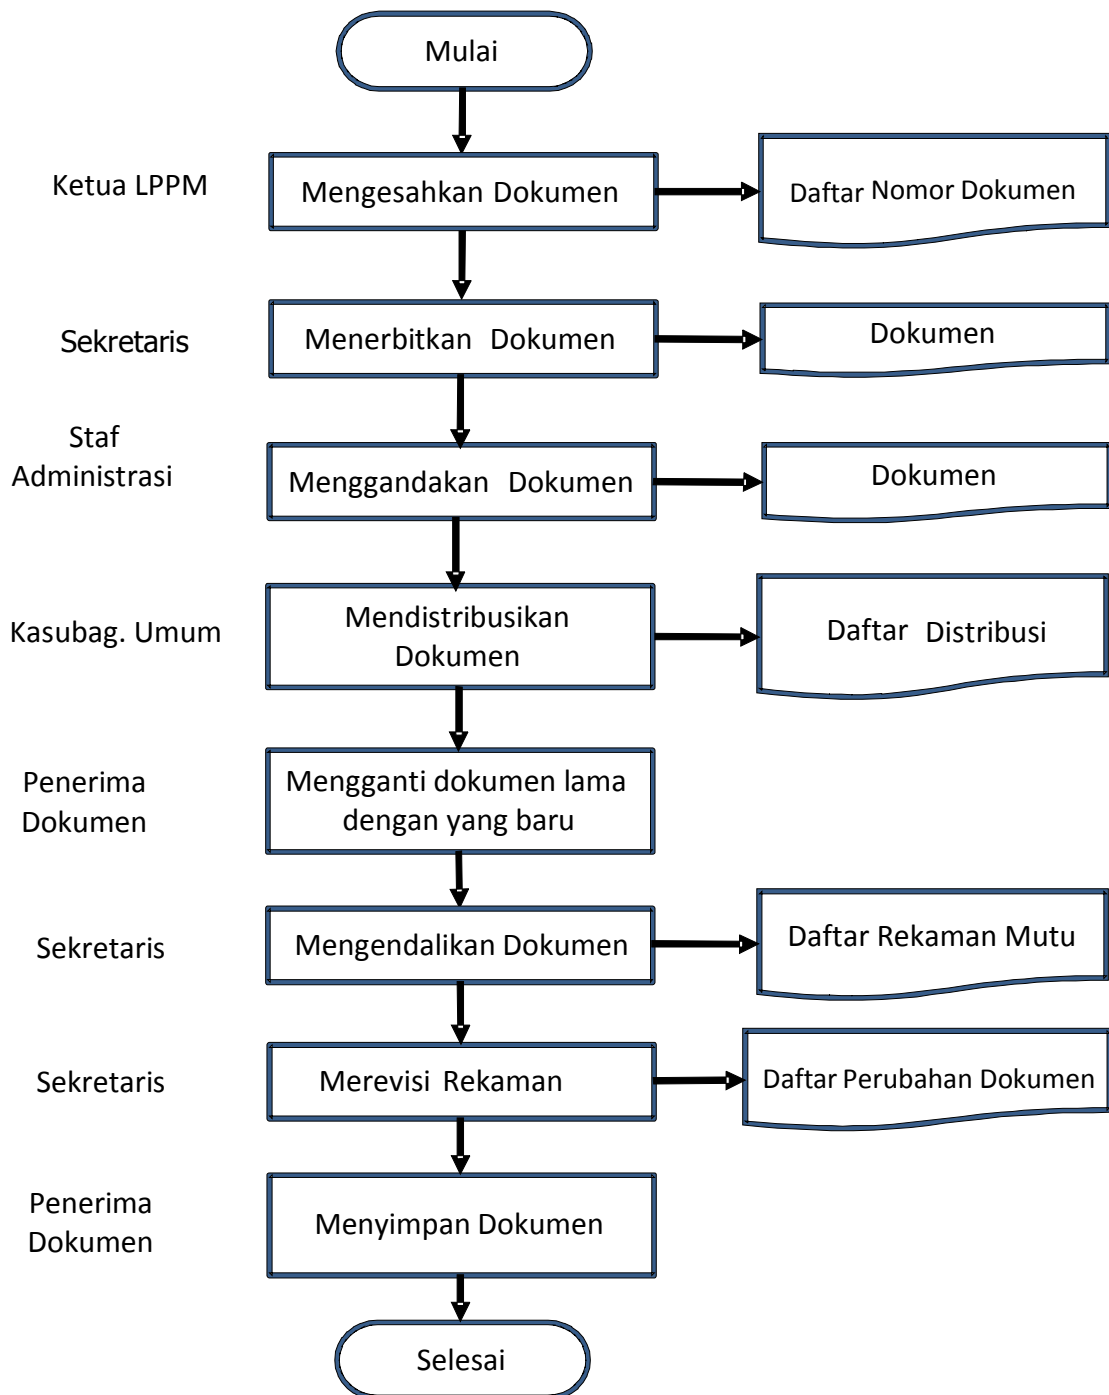 Mulai
Ketua LPPM
Mengesahkan Dokumen
Daftar Nomor Dokumen
Sekretaris
Menerbitkan Dokumen
Dokumen
Staf
Administrasi
Menggandakan Dokumen
Dokumen
Kasubag. Umum
Mendistribusikan
Dokumen
Daftar Distribusi
Penerima
Dokumen
Mengganti dokumen lama
dengan yang baru
Sekretaris
Mengendalikan Dokumen
Daftar Rekaman Mutu
Sekretaris
Merevisi Rekaman
Daftar Perubahan Dokumen
Penerima
Dokumen
Menyimpan Dokumen
Selesai